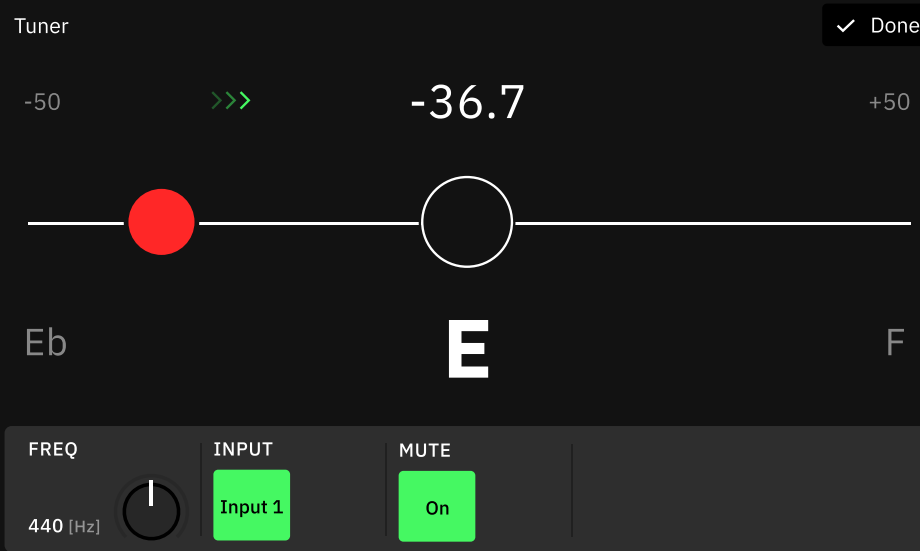 Tuner
Done
-50
-36.7
+50
Eb
E
F
FREQ
INPUT
MUTE
440 [Hz]
Input 1
On